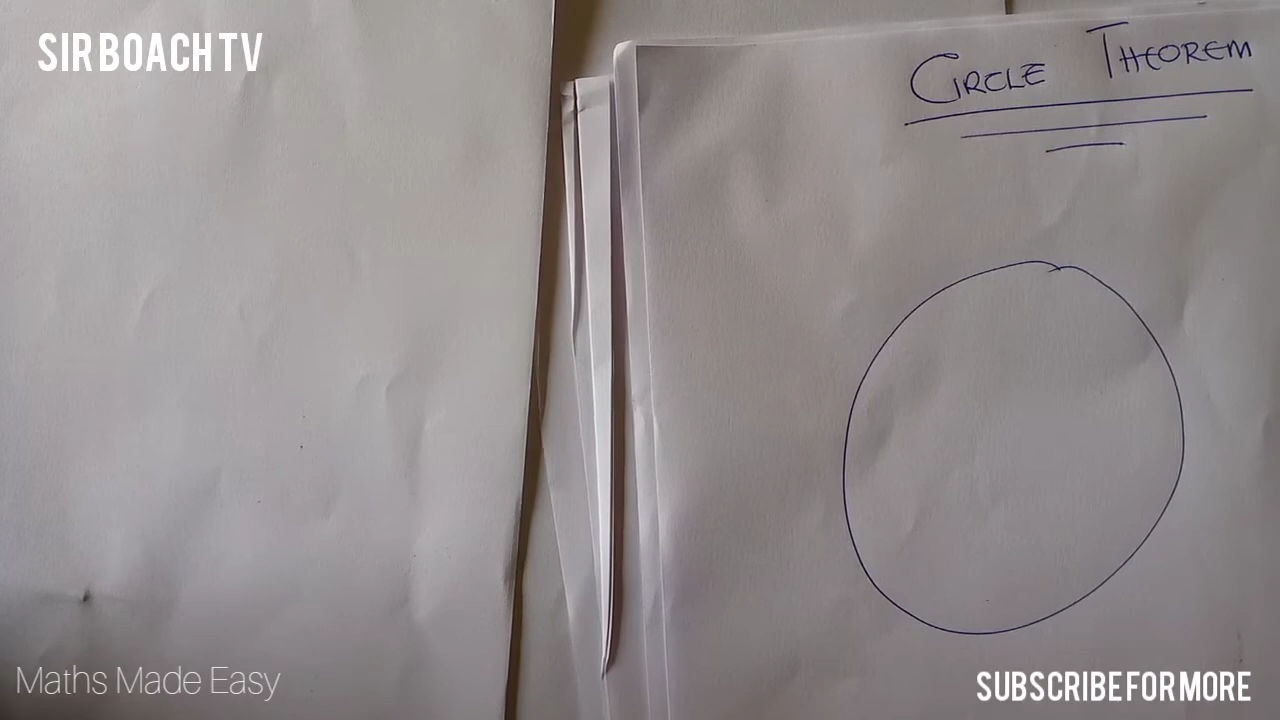 SIR BOACH TV
CIRCLE THEOREM
Maths Made Easy
SUBSCRIBE FOR MORE